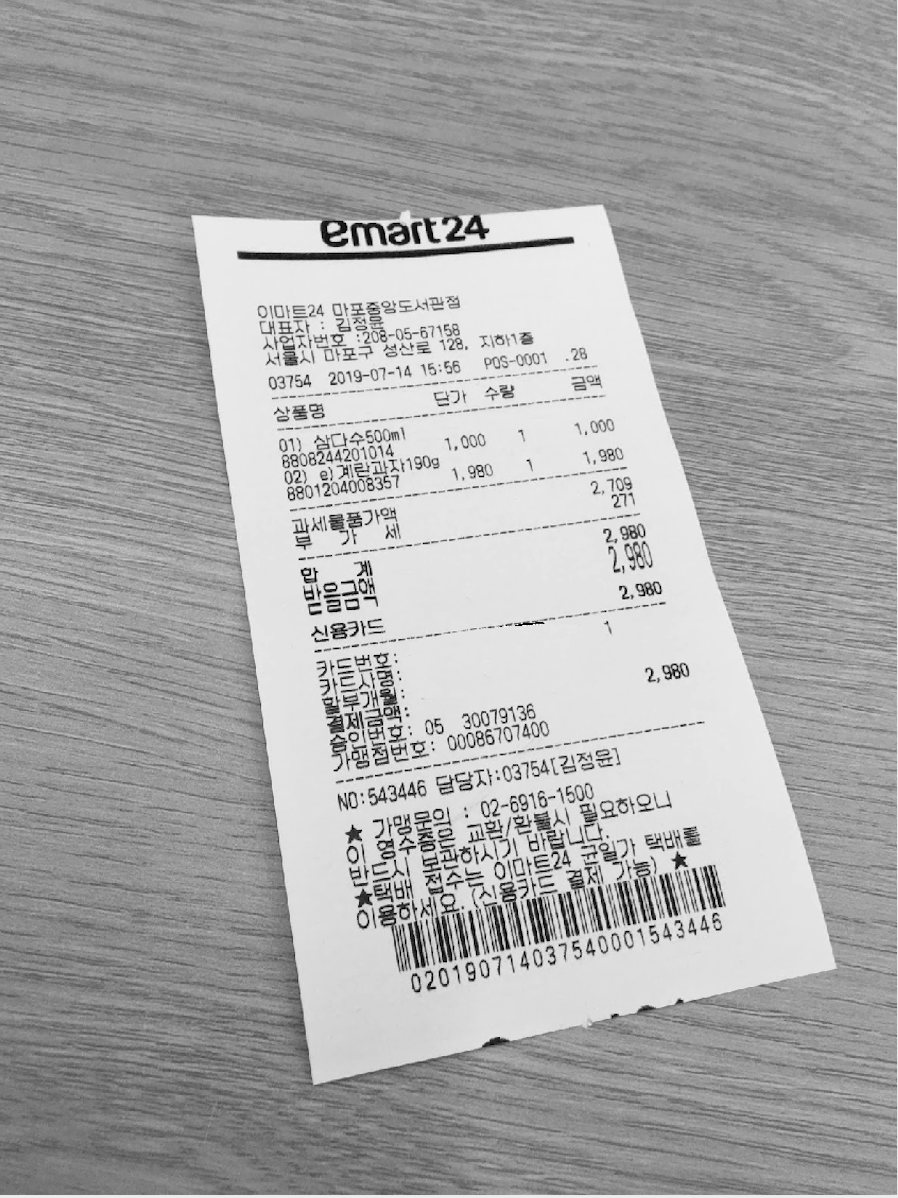 emart24
이마트24 마포중앙도서관점
대표자 : 김정윤
사업자번호 :208-05-67158
서울시 마포구 성산로 128, 지하1층
03754 2019-07-14 15:56 POS-0001 .28
상품명 단가 수량 금액
01) 삼다수500ml
8808244201014 1,000 1 1,000
02) e)계란과자190g
8801204008357 1,980 1 1,980
과세물품가액 2,709
부 가 세 271
합 계 2,980
받을금액 2,980
신용카드 2,980
1
카드번호:
카드사명:
할부개월:
결제금액: 2,980
승인번호: 05 30079136
가맹점번호: 00086707400
NO:543446 담당자:03754[김정윤]
★ 가맹문의 : 02-6916-1500
이 영수증은 교환/환불시 필요하오니
반드시 보관하시기 바랍니다.
★택배 접수는 이마트24 균일가 택배를
이용하세요. (신용카드 결제 가능) ★
020190714037540001543446